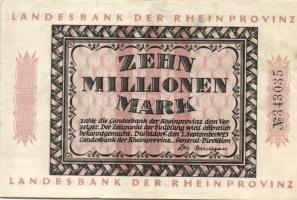 LANDESBANK DER RHEINPROVINZ
ZEHN
MILLIONEN
MARK
zahlt die Landesbank der Rheinprovinz dem Vor-
zeiger. Der Zeitpunkt der Einlösung wird öffentlich
bekanntgemacht. Düsseldorf, den 1. September 1923
Landesbank der Rheinprovinz General-Direktion
№343035
LANDESBANK DER RHEINPROVINZ